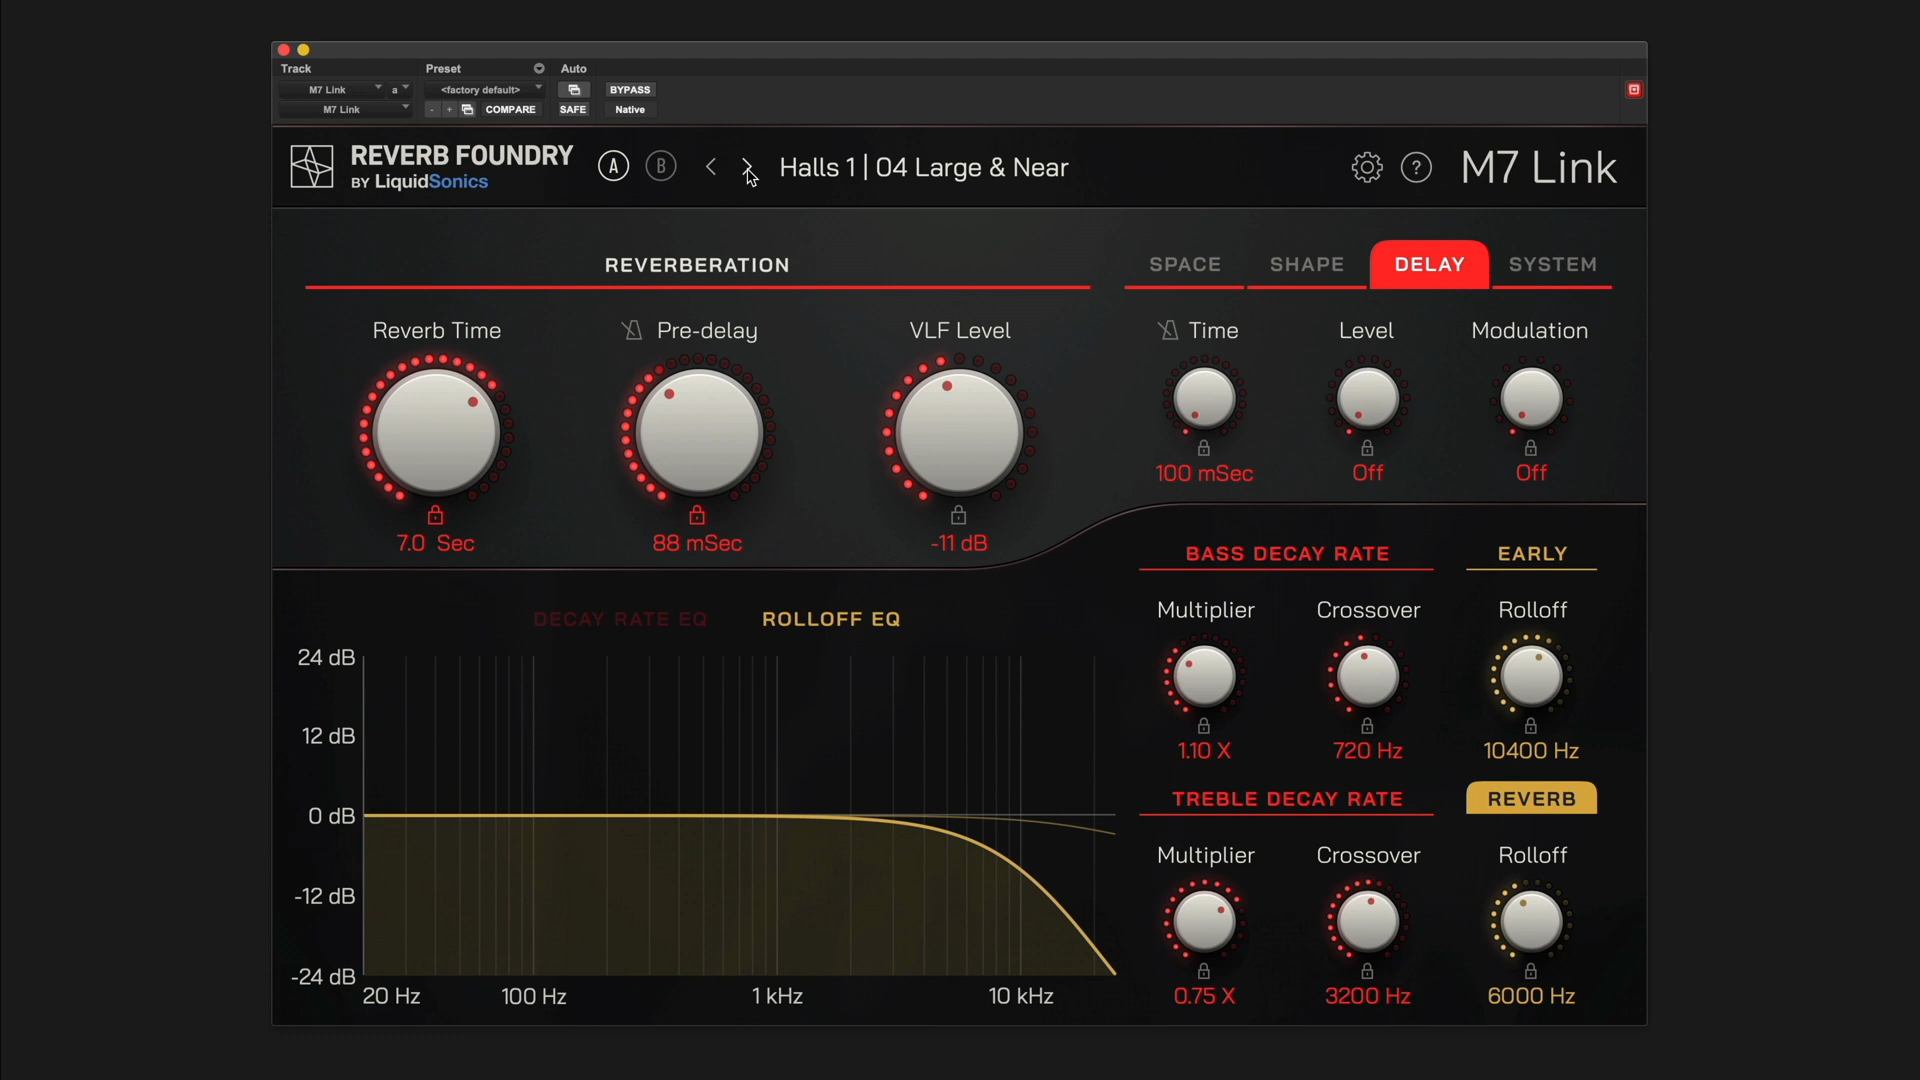 Track Preset Auto
M7 Link a <factory default> BYPASS
M7 Link - + COMPARE SAFE Native
REVERB FOUNDRY
BY LiquidSonics
A B < > Halls 1 | 04 Large & Near ? M7 Link
REVERBERATION
SPACE SHAPE DELAY SYSTEM
Reverb Time Pre-delay VLF Level
Time Level Modulation
100 mSec Off Off
7.0 Sec 88 mSec -11 dB
BASS DECAY RATE EARLY
Multiplier Crossover Rolloff
1.10 X 720 Hz 10400 Hz
DECAY RATE EQ ROLLOFF EQ
24 dB
12 dB
0 dB
-12 dB
-24 dB
20 Hz 100 Hz 1 kHz 10 kHz
TREBLE DECAY RATE REVERB
Multiplier Crossover Rolloff
0.75 X 3200 Hz 6000 Hz